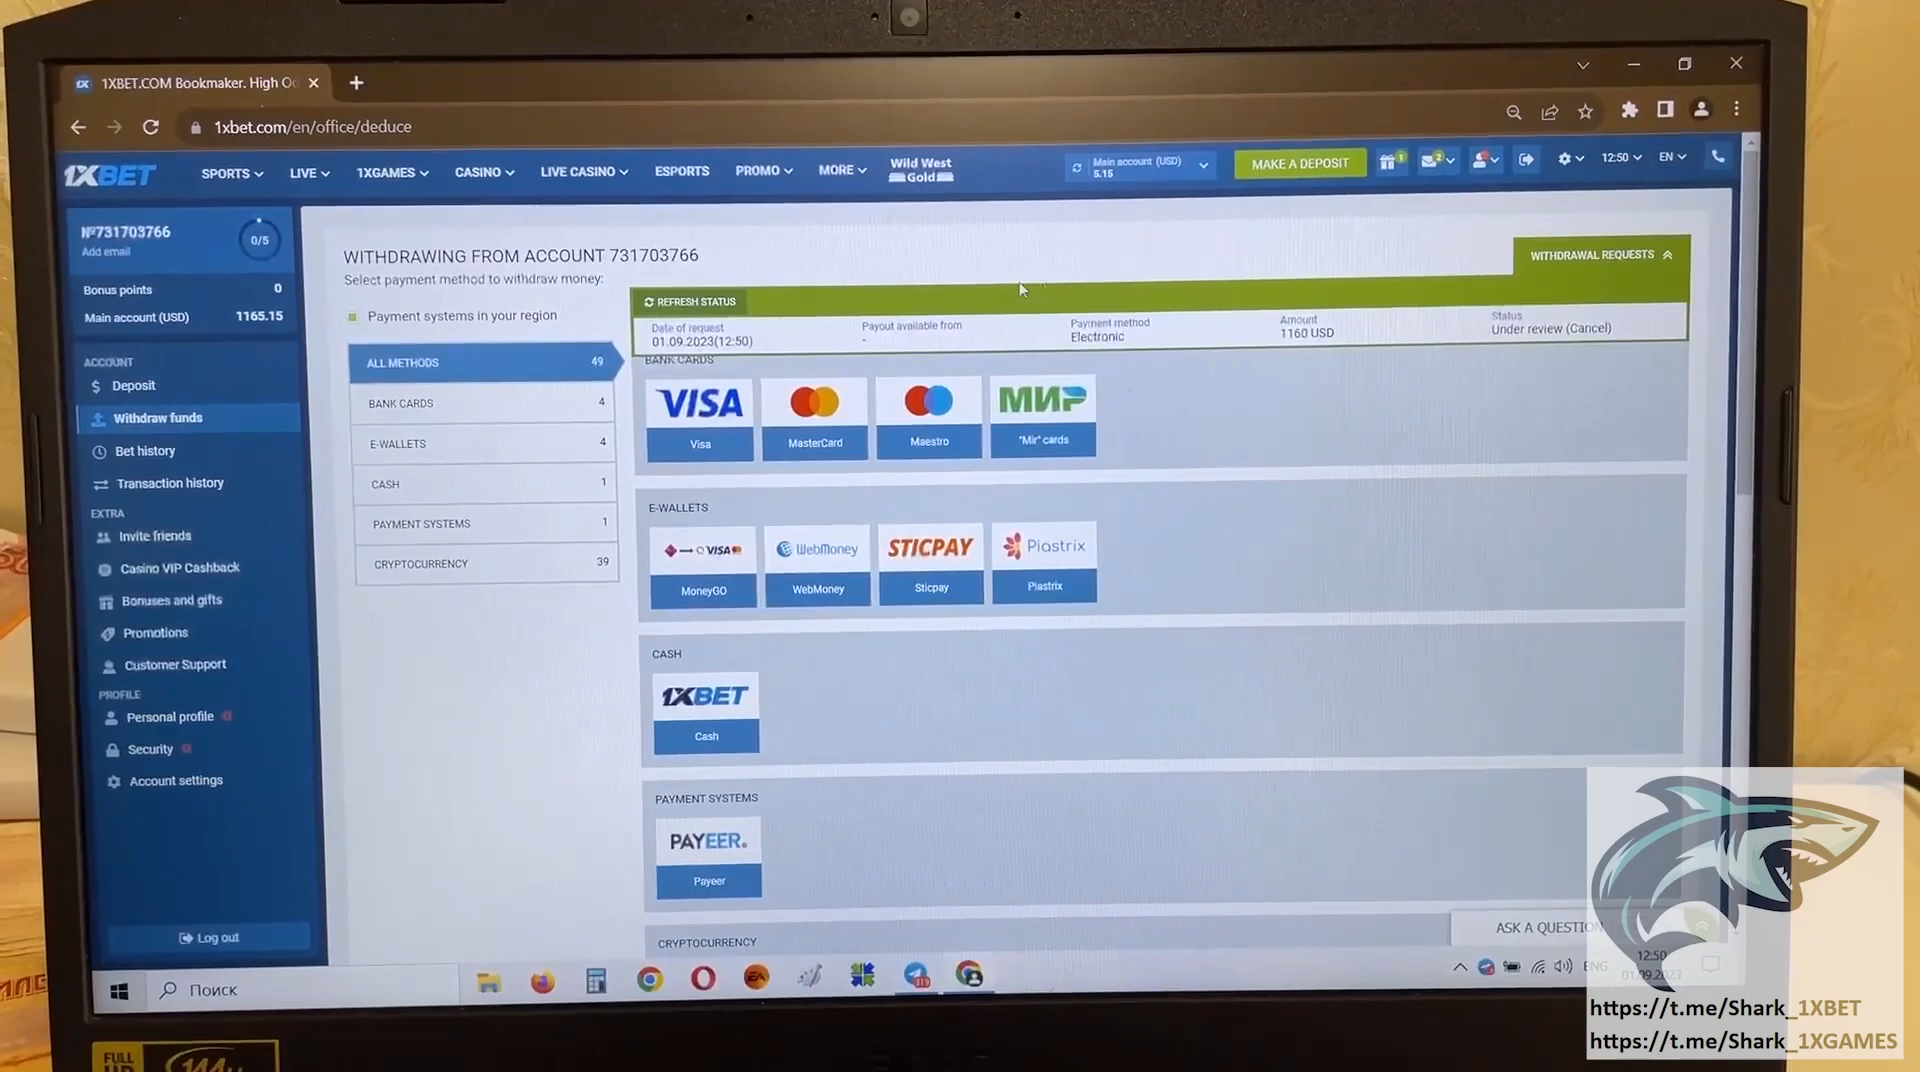 1XBET.COM Bookmaker. High Od
1xbet.com/en/office/deduce
1XBET
SPORTS
LIVE
1XGAMES
CASINO
LIVE CASINO
ESPORTS
PROMO
MORE
Wild West
Gold
Main account (USD)
5.15
MAKE A DEPOSIT
1
2
12:50
EN
№731703766
Add email
0/5
Bonus points 0
Main account (USD) 1165.15
ACCOUNT
Deposit
Withdraw funds
Bet history
Transaction history
EXTRA
Invite friends
Casino VIP Cashback
Bonuses and gifts
Promotions
Customer Support
PROFILE
Personal profile
Security
Account settings
Log out
WITHDRAWING FROM ACCOUNT 731703766
Select payment method to withdraw money:
Payment systems in your region
ALL METHODS 49
BANK CARDS 4
E-WALLETS 4
CASH 1
PAYMENT SYSTEMS 1
CRYPTOCURRENCY 39
WITHDRAWAL REQUESTS
REFRESH STATUS
Date of request
01.09.2023(12:50)
Payout available from
-
Payment method
Electronic
Amount
1160 USD
Status
Under review (Cancel)
BANK CARDS
VISA
МИР
Visa
MasterCard
Maestro
"Mir" cards
E-WALLETS
VISA
WebMoney
STICPAY
Piastrix
MoneyGO
WebMoney
Sticpay
Piastrix
CASH
1XBET
Cash
PAYMENT SYSTEMS
PAYEER
Payeer
CRYPTOCURRENCY
ASK A QUESTION
Поиск
ENG
12:50
01.09.2023
FULL
HD
https://t.me/Shark_1XBET
https://t.me/Shark_1XGAMES